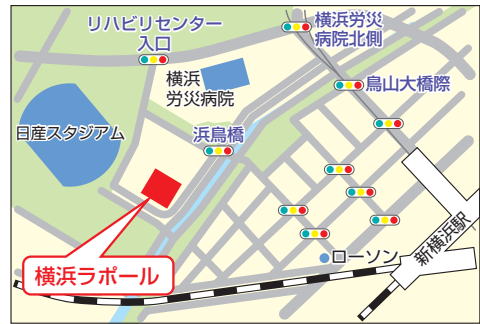 リハビリセンター
入口
横浜労災
病院北側
横浜
労災病院
鳥山大橋際
日産スタジアム
浜鳥橋
横浜ラポール
ローソン
新横浜駅